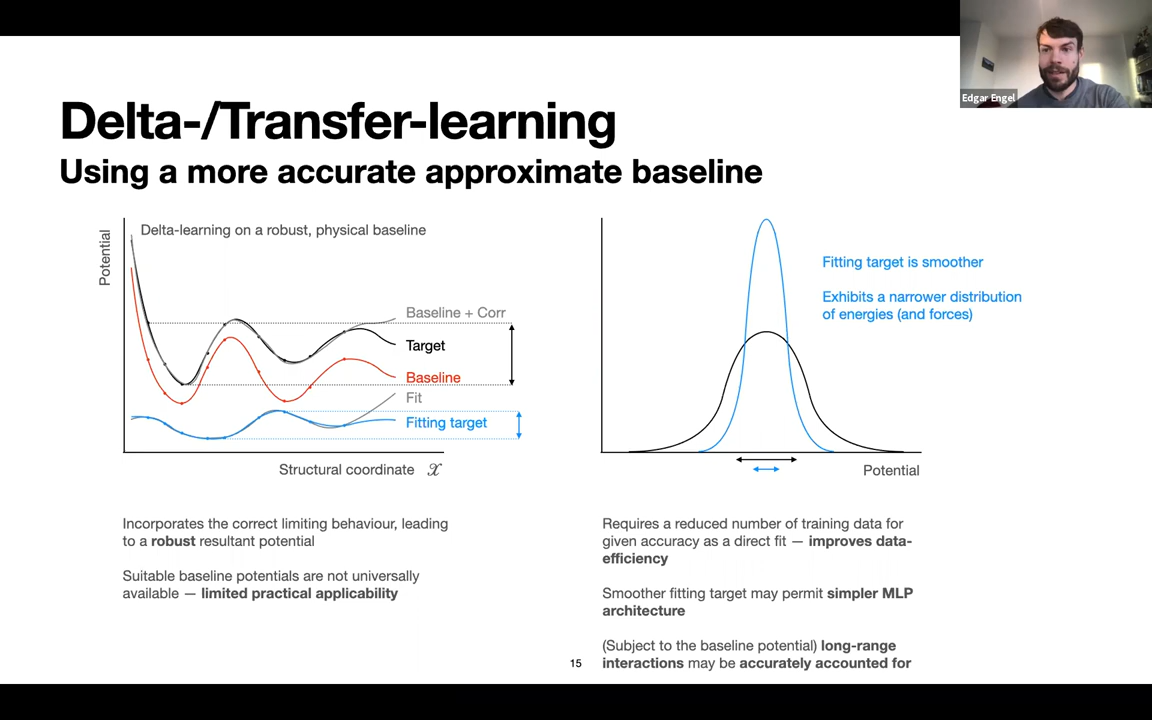 Edgar Engel
Delta-/Transfer-learning
Using a more accurate approximate baseline
Potential
Delta-learning on a robust, physical baseline
Baseline + Corr
Target
Baseline
Fit
Fitting target
Structural coordinate 𝒳
Fitting target is smoother
Exhibits a narrower distribution
of energies (and forces)
Potential
Incorporates the correct limiting behaviour, leading
to a robust resultant potential
Suitable baseline potentials are not universally
available — limited practical applicability
Requires a reduced number of training data for
given accuracy as a direct fit — improves data-
efficiency
Smoother fitting target may permit simpler MLP
architecture
(Subject to the baseline potential) long-range
interactions may be accurately accounted for
15